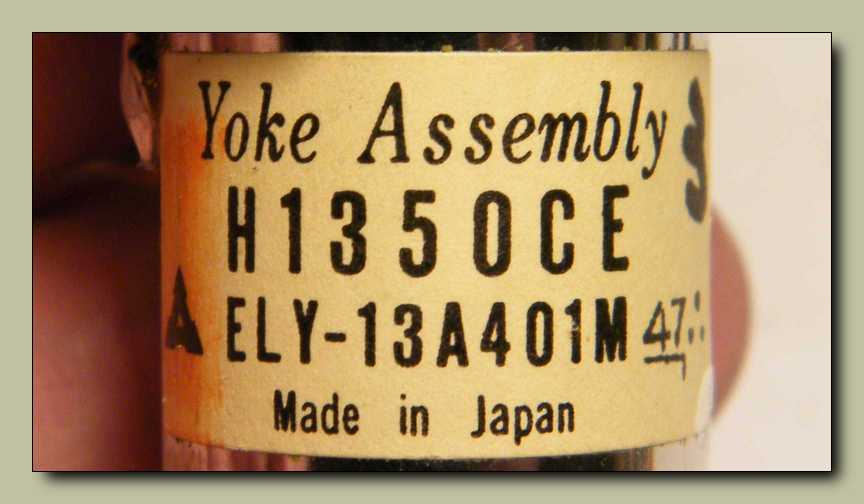 Yoke Assembly
H1350CE
ELY-13A401M
Made in Japan